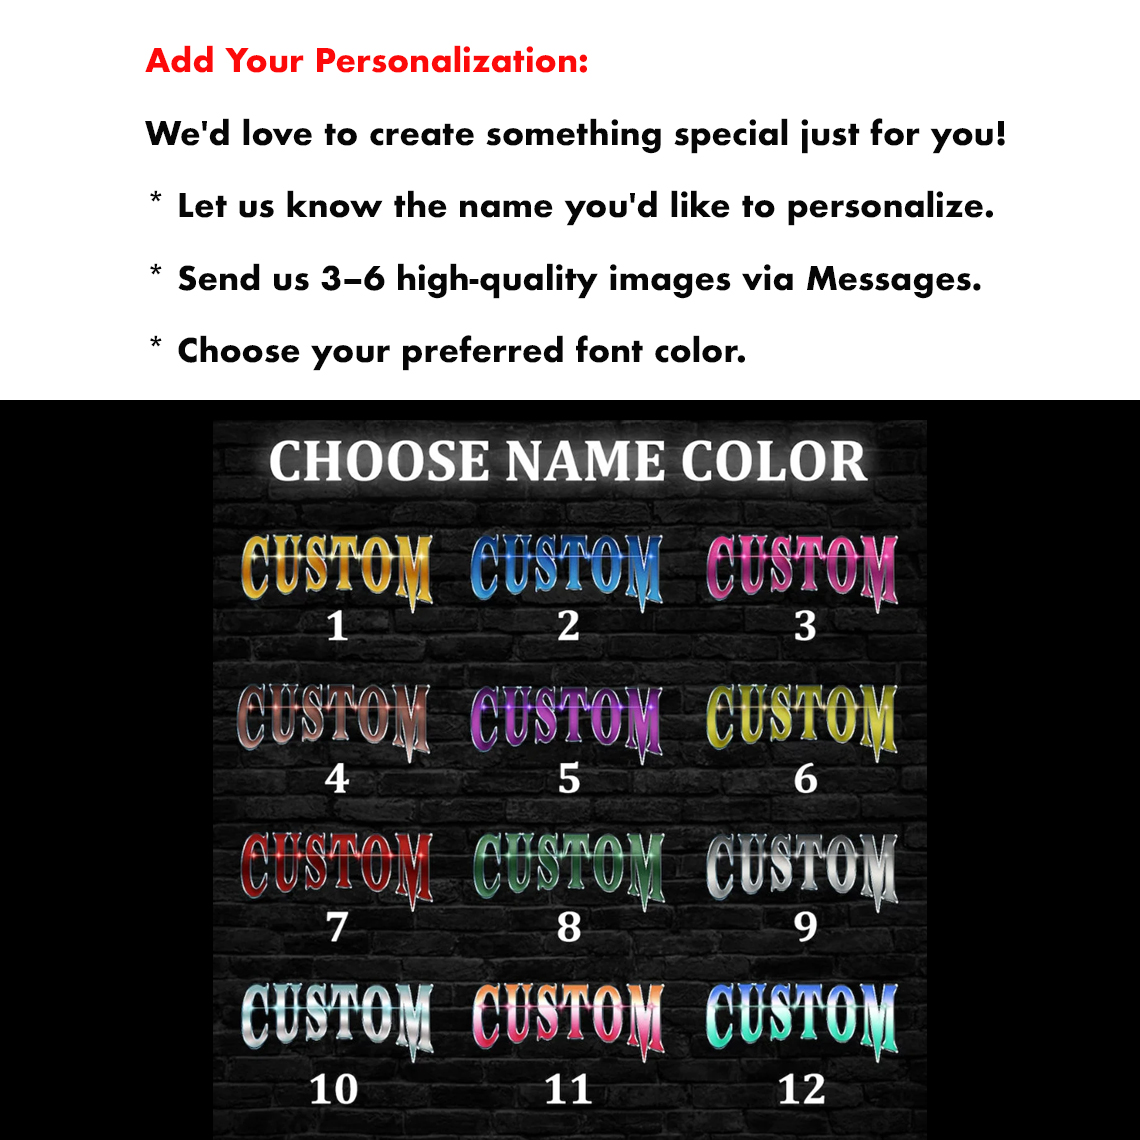 Add Your Personalization:
We'd love to create something special just for you!
* Let us know the name you'd like to personalize.
* Send us 3–6 high-quality images via Messages.
* Choose your preferred font color.
CHOOSE NAME COLOR
CUSTOM CUSTOM CUSTOM
1 2 3
CUSTOM CUSTOM CUSTOM
4 5 6
CUSTOM CUSTOM CUSTOM
7 8 9
CUSTOM CUSTOM CUSTOM
10 11 12